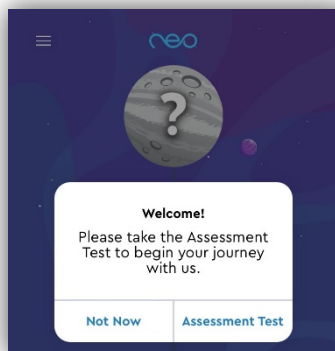 neo
?
Welcome!
Please take the Assessment
Test to begin your journey
with us.
Not Now
Assessment Test